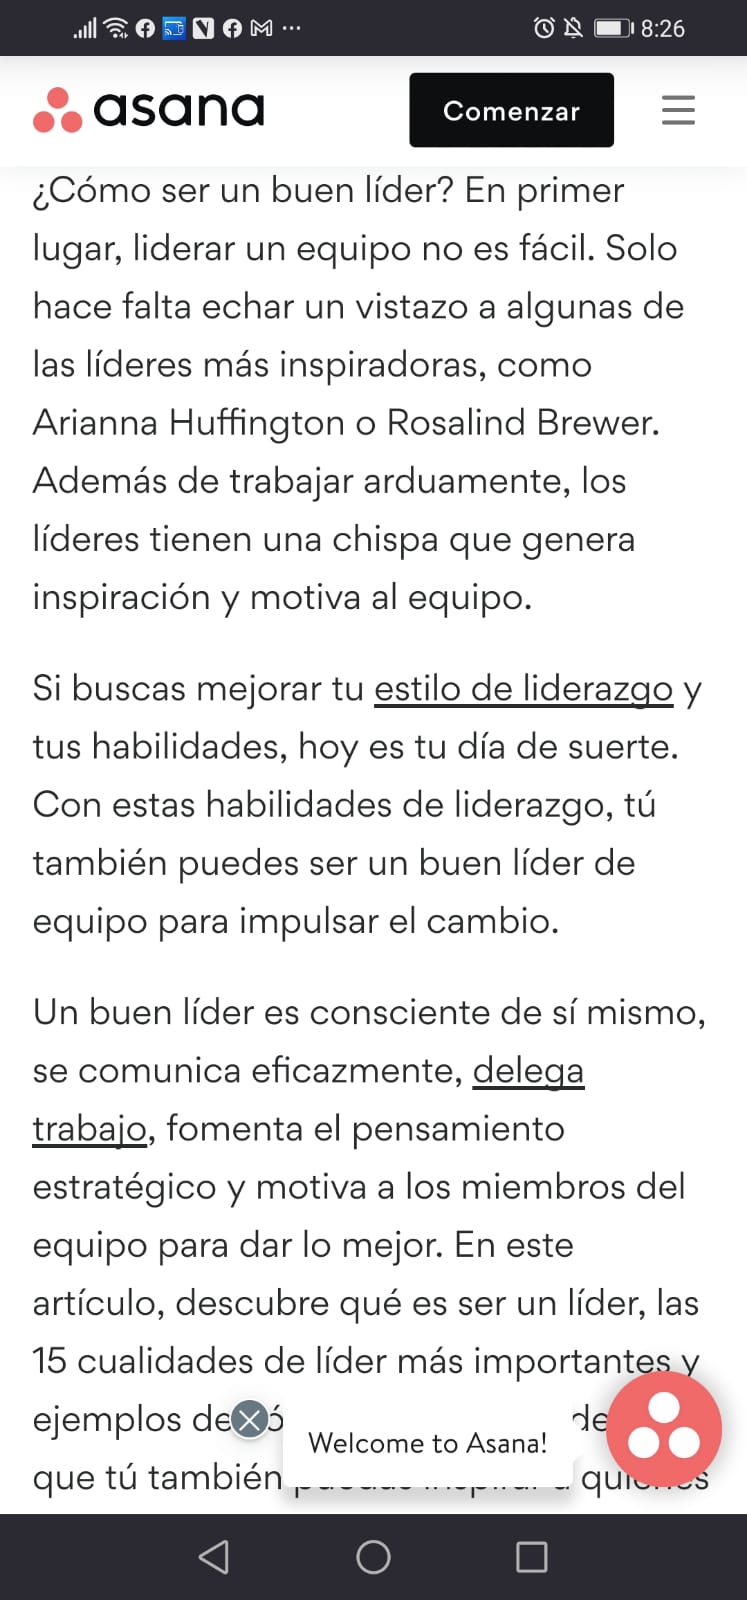 8:26
asana
Comenzar
¿Cómo ser un buen líder? En primer
lugar, liderar un equipo no es fácil. Solo
hace falta echar un vistazo a algunas de
las líderes más inspiradoras, como
Arianna Huffington o Rosalind Brewer.
Además de trabajar arduamente, los
líderes tienen una chispa que genera
inspiración y motiva al equipo.
Si buscas mejorar tu estilo de liderazgo y
tus habilidades, hoy es tu día de suerte.
Con estas habilidades de liderazgo, tú
también puedes ser un buen líder de
equipo para impulsar el cambio.
Un buen líder es consciente de sí mismo,
se comunica eficazmente, delega
trabajo, fomenta el pensamiento
estratégico y motiva a los miembros del
equipo para dar lo mejor. En este
artículo, descubre qué es ser un líder, las
15 cualidades de líder más importantes y
ejemplos de
Welcome to Asana!
que tú también